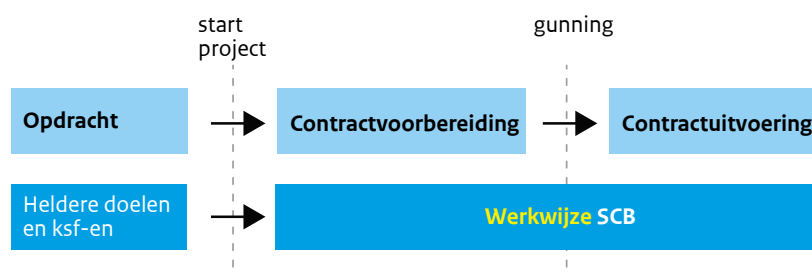 start
project
gunning
Opdracht
Contractvoorbereiding
Contractuitvoering
Heldere doelen
en ksf-en
Werkwijze SCB